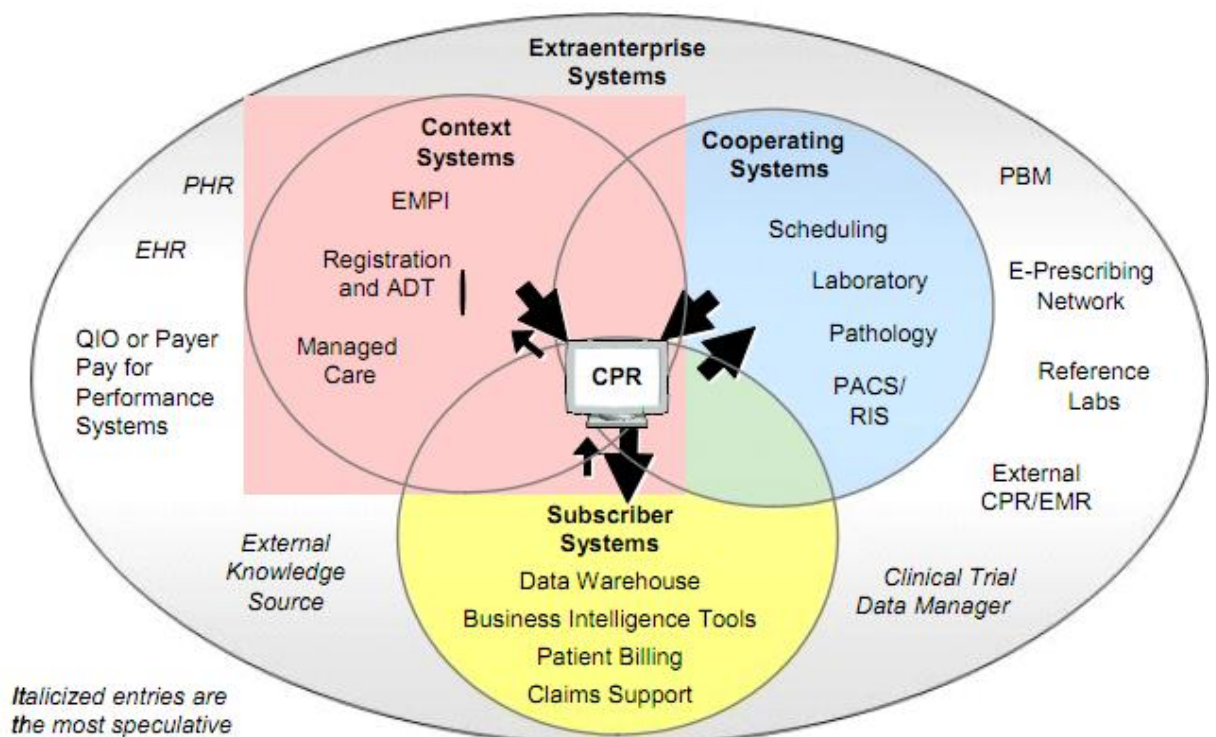 Extraenterprise
Systems
Context
Systems
EMPI
Registration
and ADT
Managed
Care
Cooperating
Systems
Scheduling
Laboratory
Pathology
PACS/
RIS
CPR
Subscriber
Systems
Data Warehouse
Business Intelligence Tools
Patient Billing
Claims Support
PHR
EHR
QIO or Payer
Pay for
Performance
Systems
External
Knowledge
Source
PBM
E-Prescribing
Network
Reference
Labs
External
CPR/EMR
Clinical Trial
Data Manager
Italicized entries are
the most speculative